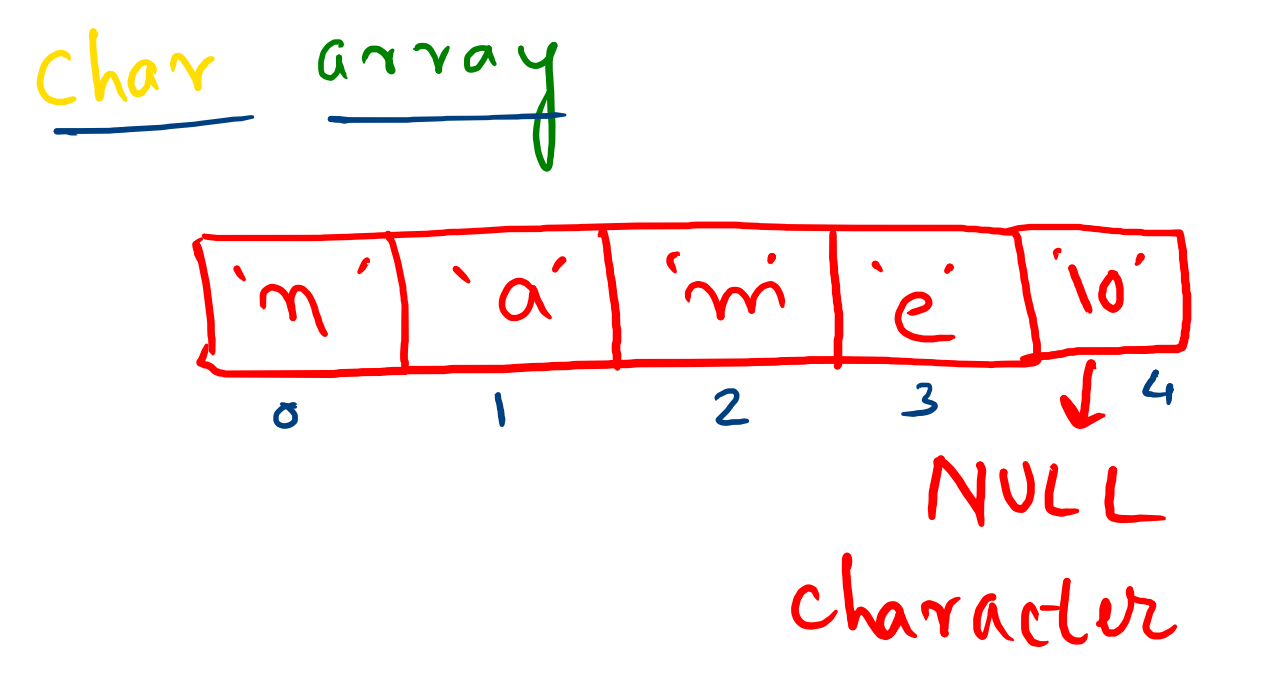 char array
'n' 'a' 'm' 'e' '\0'
0 1 2 3 4
NULL
character